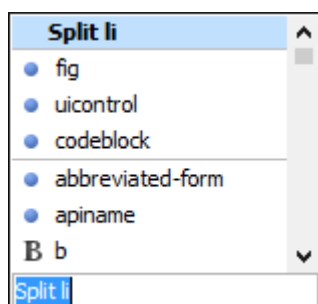 Split li
fig
uicontrol
codeblock
abbreviated-form
apiname
B b
Split li